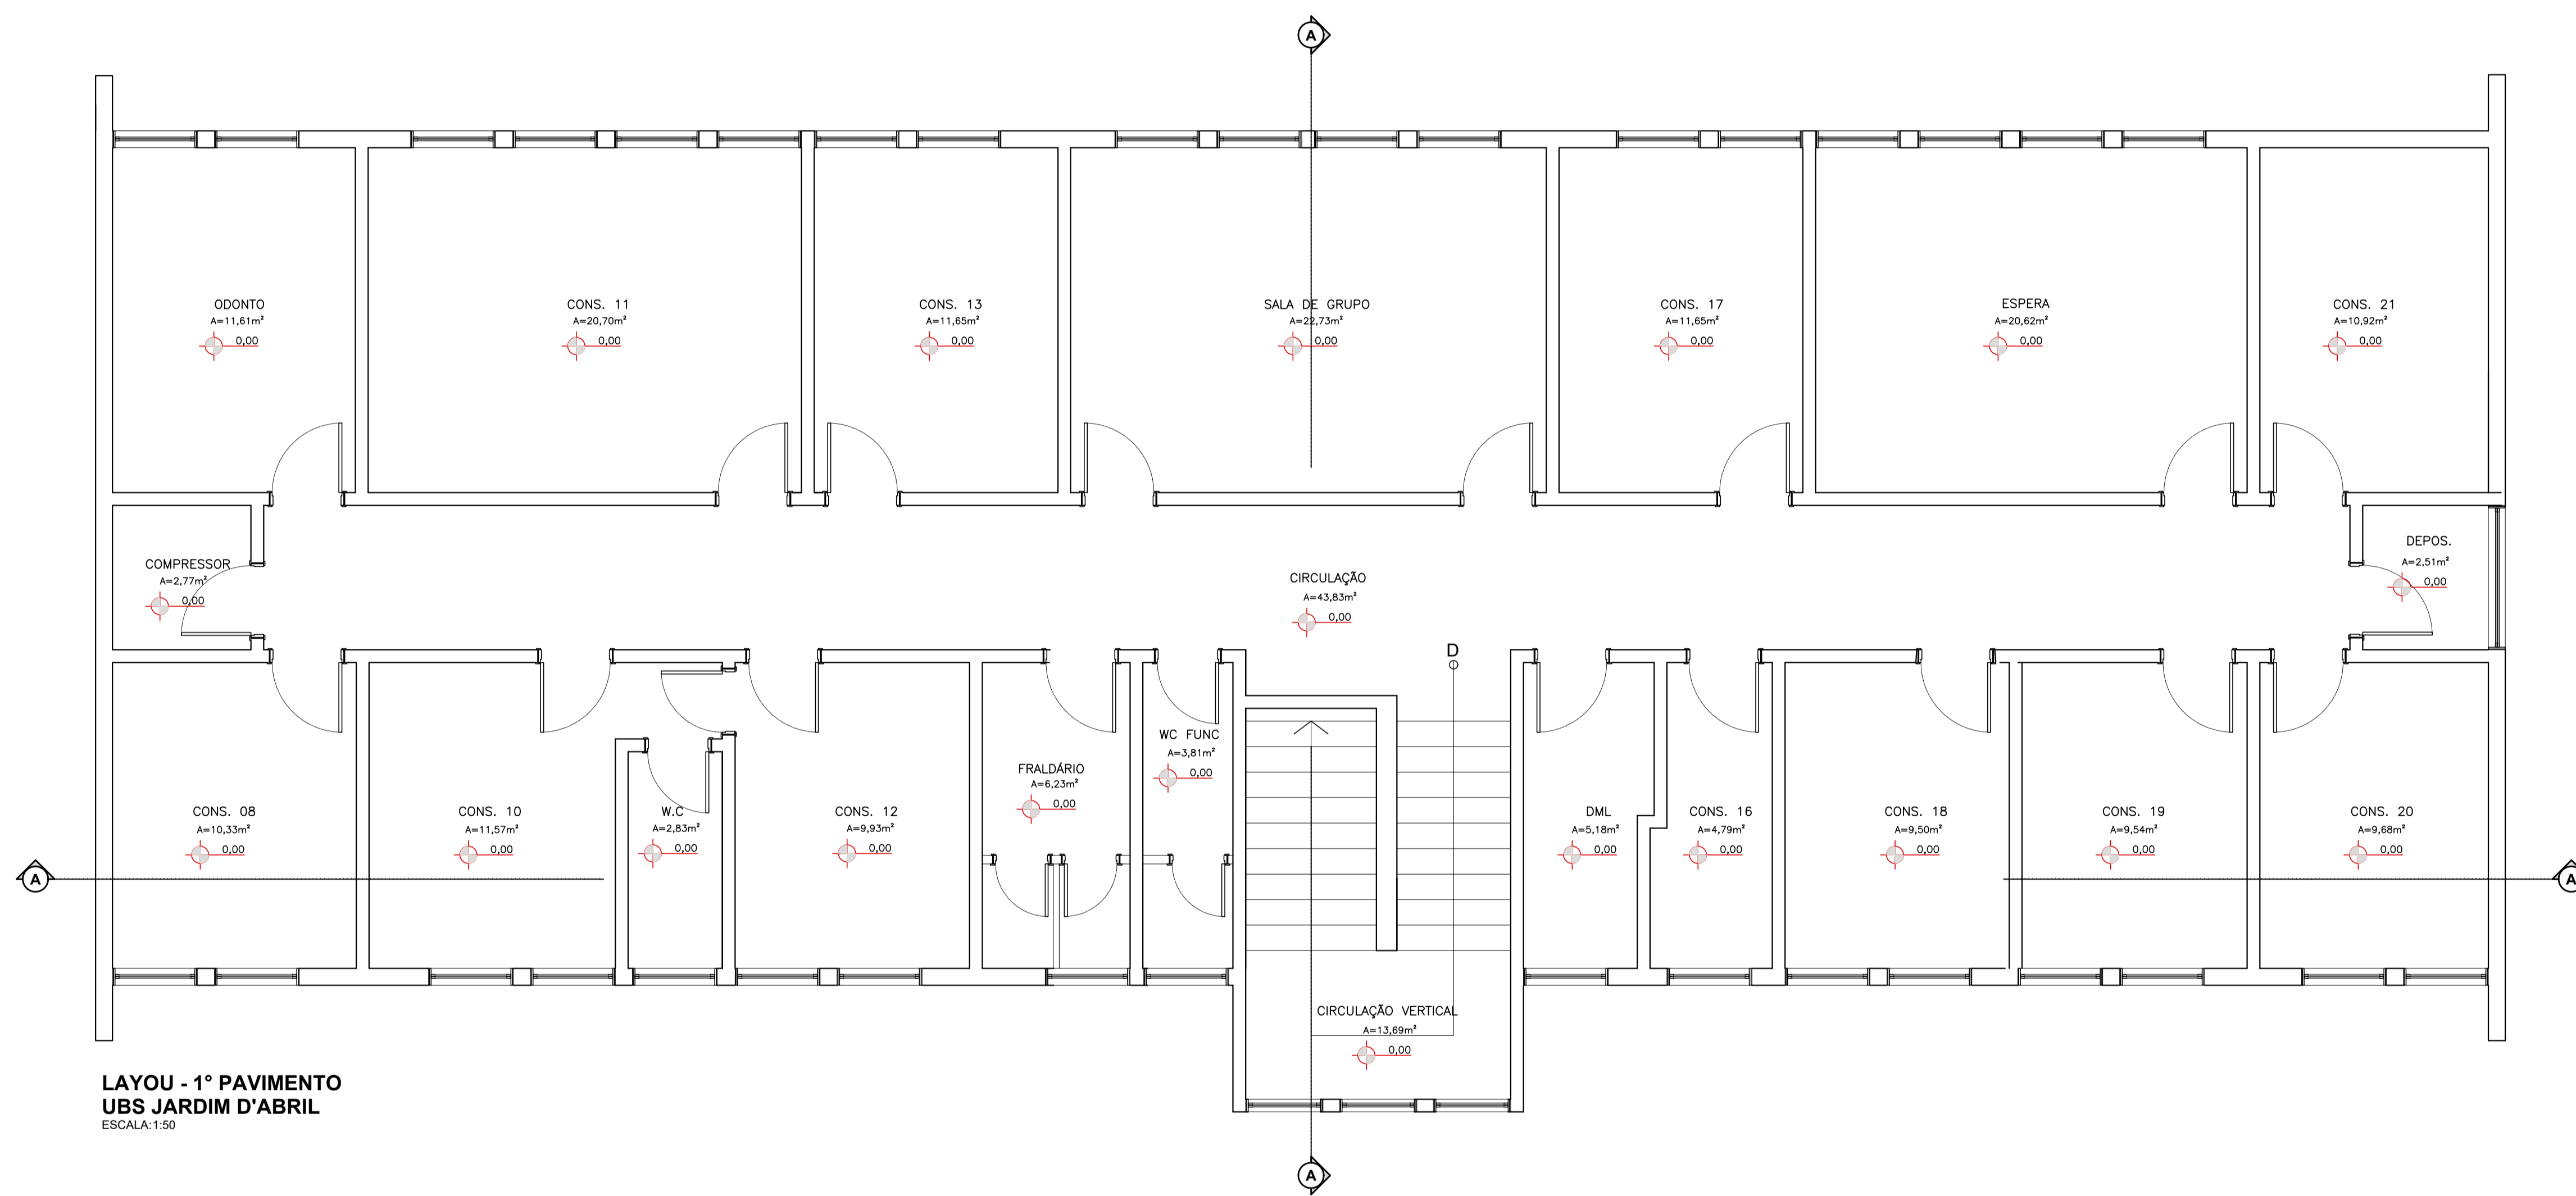 A
ODONTO
A=11,61m²
0,00
CONS. 11
A=20,70m²
0,00
CONS. 13
A=11,65m²
0,00
SALA DE GRUPO
A=22,73m²
0,00
CONS. 17
A=11,65m²
0,00
ESPERA
A=20,62m²
0,00
CONS. 21
A=10,92m²
0,00
COMPRESSOR
A=2,77m²
0,00
CIRCULAÇÃO
A=43,83m²
0,00
DEPOS.
A=2,51m²
0,00
D
CONS. 08
A=10,33m²
0,00
CONS. 10
A=11,57m²
0,00
W.C
A=2,83m²
0,00
CONS. 12
A=9,93m²
0,00
FRALDÁRIO
A=6,23m²
0,00
WC FUNC
A=3,81m²
0,00
DML
A=5,18m²
0,00
CONS. 16
A=4,79m²
0,00
CONS. 18
A=9,50m²
0,00
CONS. 19
A=9,54m²
0,00
CONS. 20
A=9,68m²
0,00
A
A
CIRCULAÇÃO VERTICAL
A=13,69m²
0,00
LAYOU - 1° PAVIMENTO
UBS JARDIM D'ABRIL
ESCALA:1:50
A